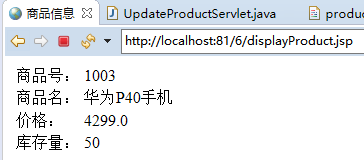 商品信息 UpdateProductServlet.java produc
http://localhost:81/6/displayProduct.jsp
商品号： 1003
商品名： 华为P40手机
价格： 4299.0
库存量： 50